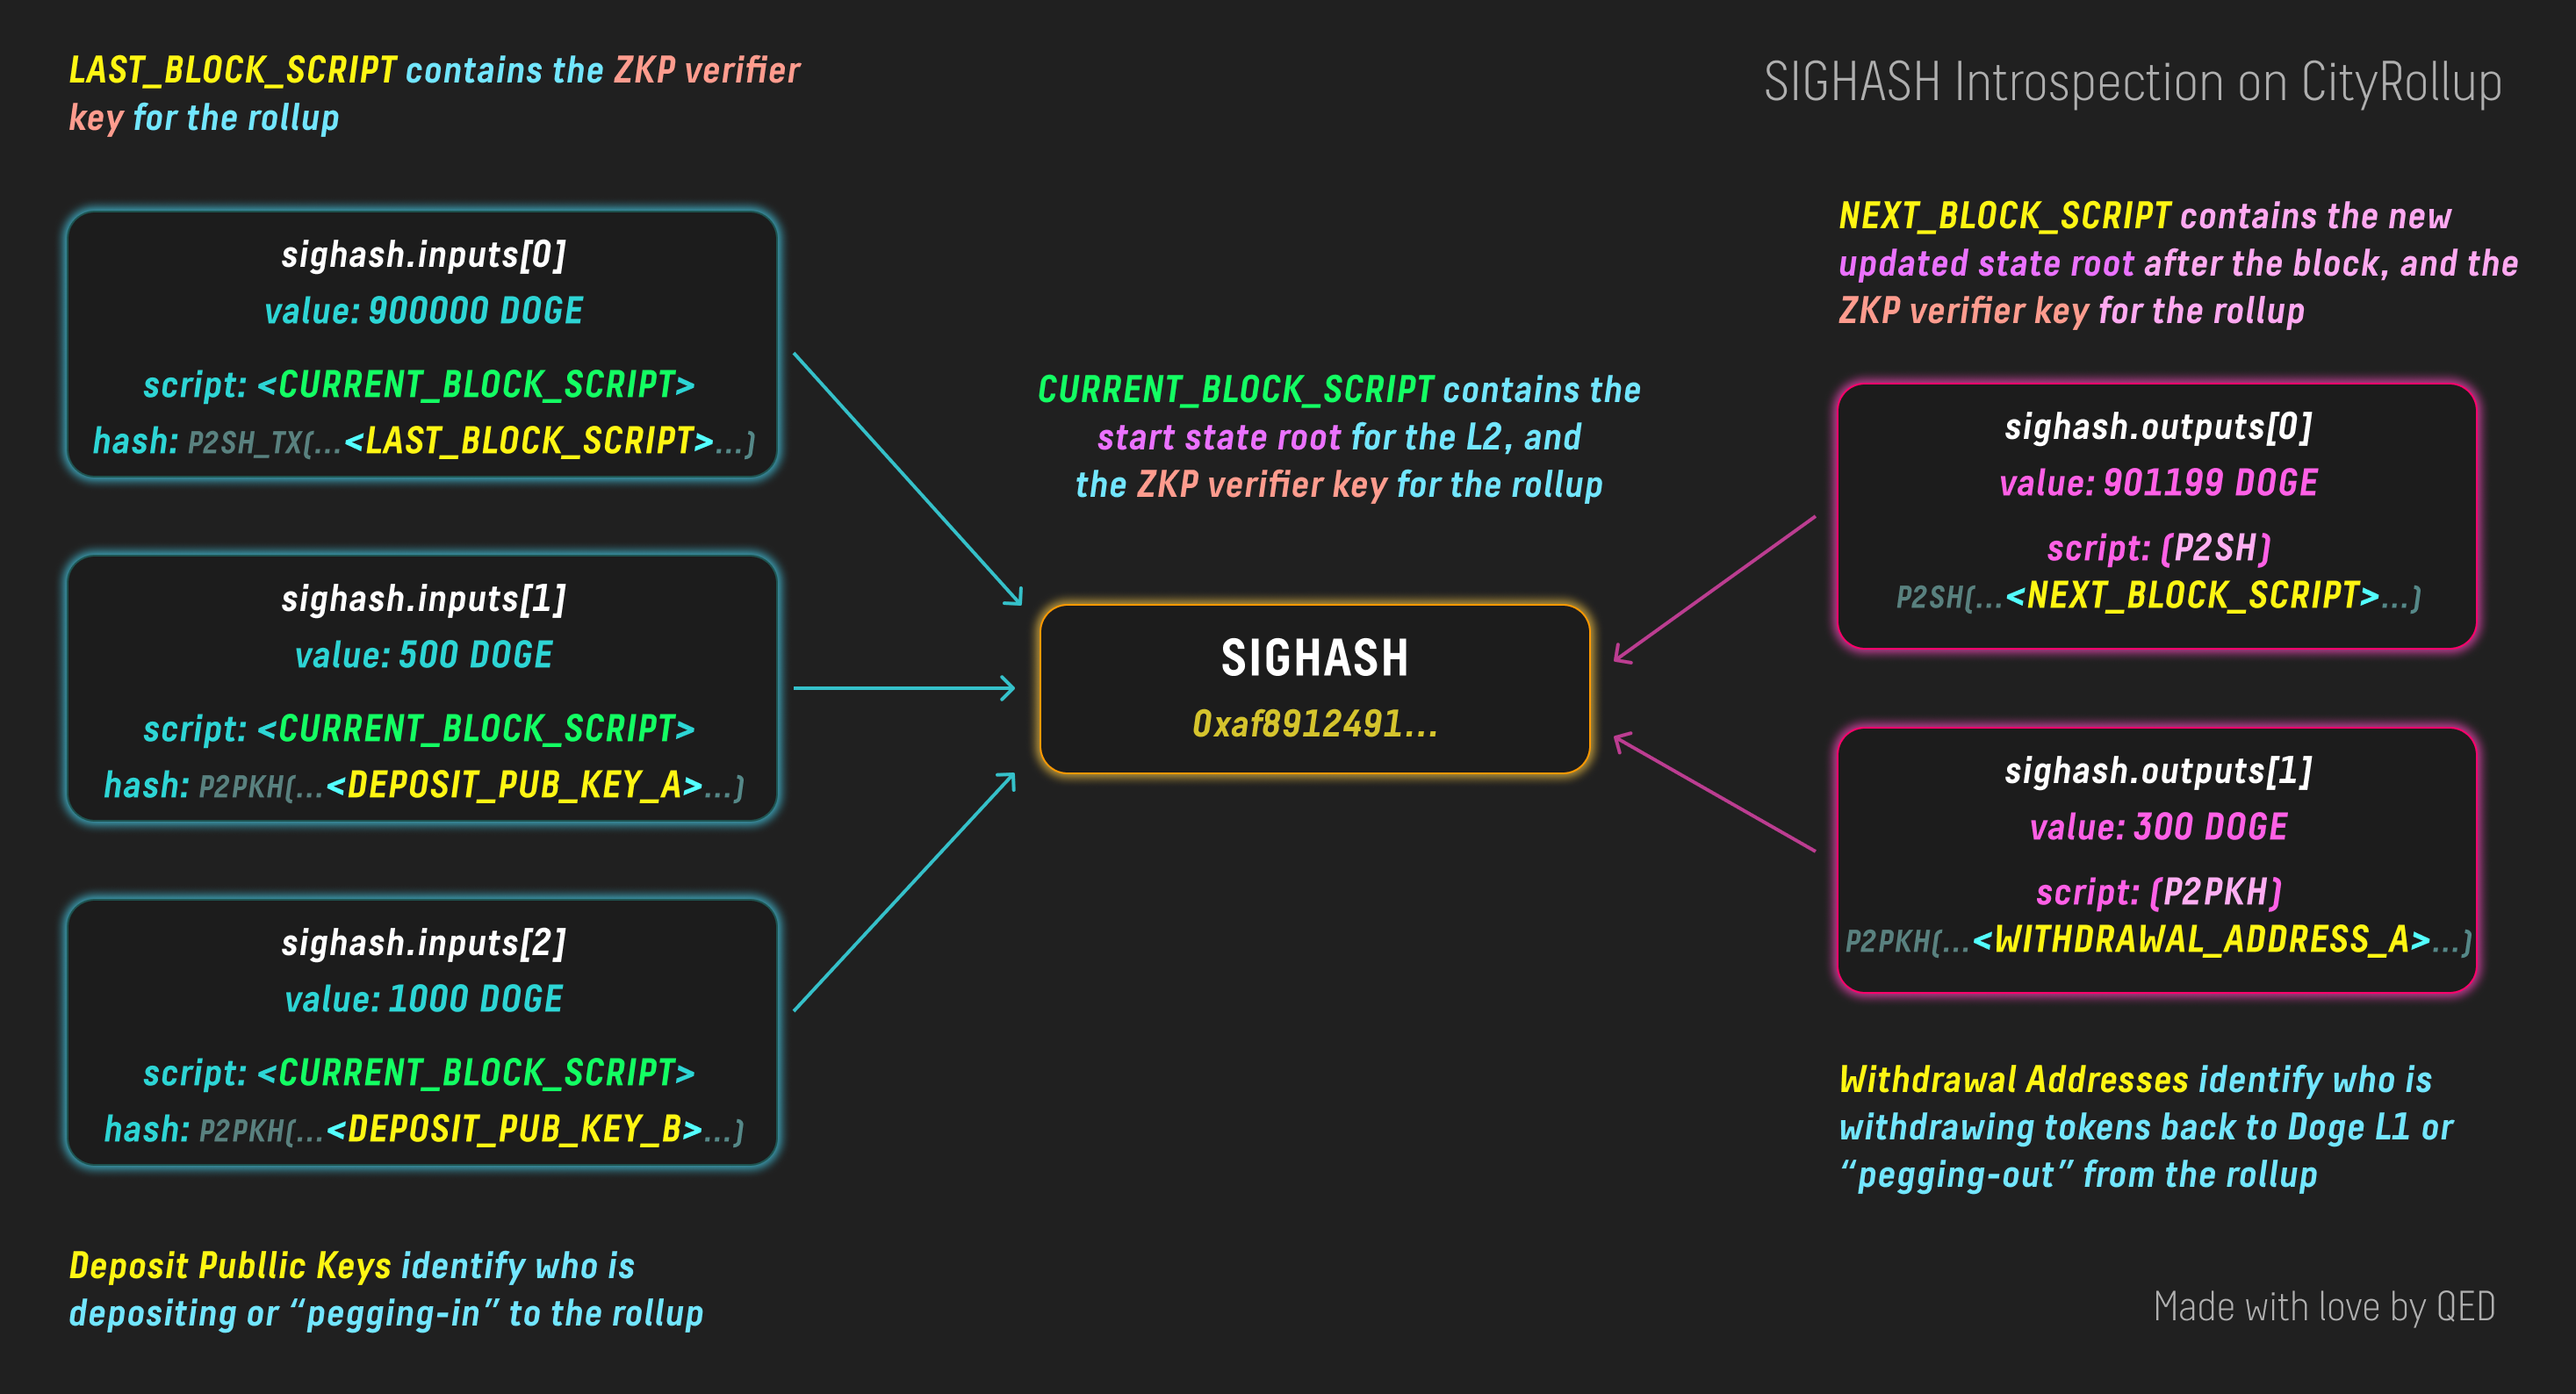 LAST_BLOCK_SCRIPT contains the ZKP verifier
key for the rollup
SIGHASH Introspection on CityRollup
sighash.inputs[0]
value: 900000 DOGE
script: <CURRENT_BLOCK_SCRIPT>
hash: P2SH_TX(...<LAST_BLOCK_SCRIPT>...)
sighash.inputs[1]
value: 500 DOGE
script: <CURRENT_BLOCK_SCRIPT>
hash: P2PKH(...<DEPOSIT_PUB_KEY_A>...)
sighash.inputs[2]
value: 1000 DOGE
script: <CURRENT_BLOCK_SCRIPT>
hash: P2PKH(...<DEPOSIT_PUB_KEY_B>...)
Deposit Publlic Keys identify who is
depositing or “pegging-in” to the rollup
CURRENT_BLOCK_SCRIPT contains the
start state root for the L2, and
the ZKP verifier key for the rollup
SIGHASH
0xaf8912491...
NEXT_BLOCK_SCRIPT contains the new
updated state root after the block, and the
ZKP verifier key for the rollup
sighash.outputs[0]
value: 901199 DOGE
script: (P2SH)
P2SH(...<NEXT_BLOCK_SCRIPT>...)
sighash.outputs[1]
value: 300 DOGE
script: (P2PKH)
P2PKH(...<WITHDRAWAL_ADDRESS_A>...)
Withdrawal Addresses identify who is
withdrawing tokens back to Doge L1 or
“pegging-out” from the rollup
Made with love by QED